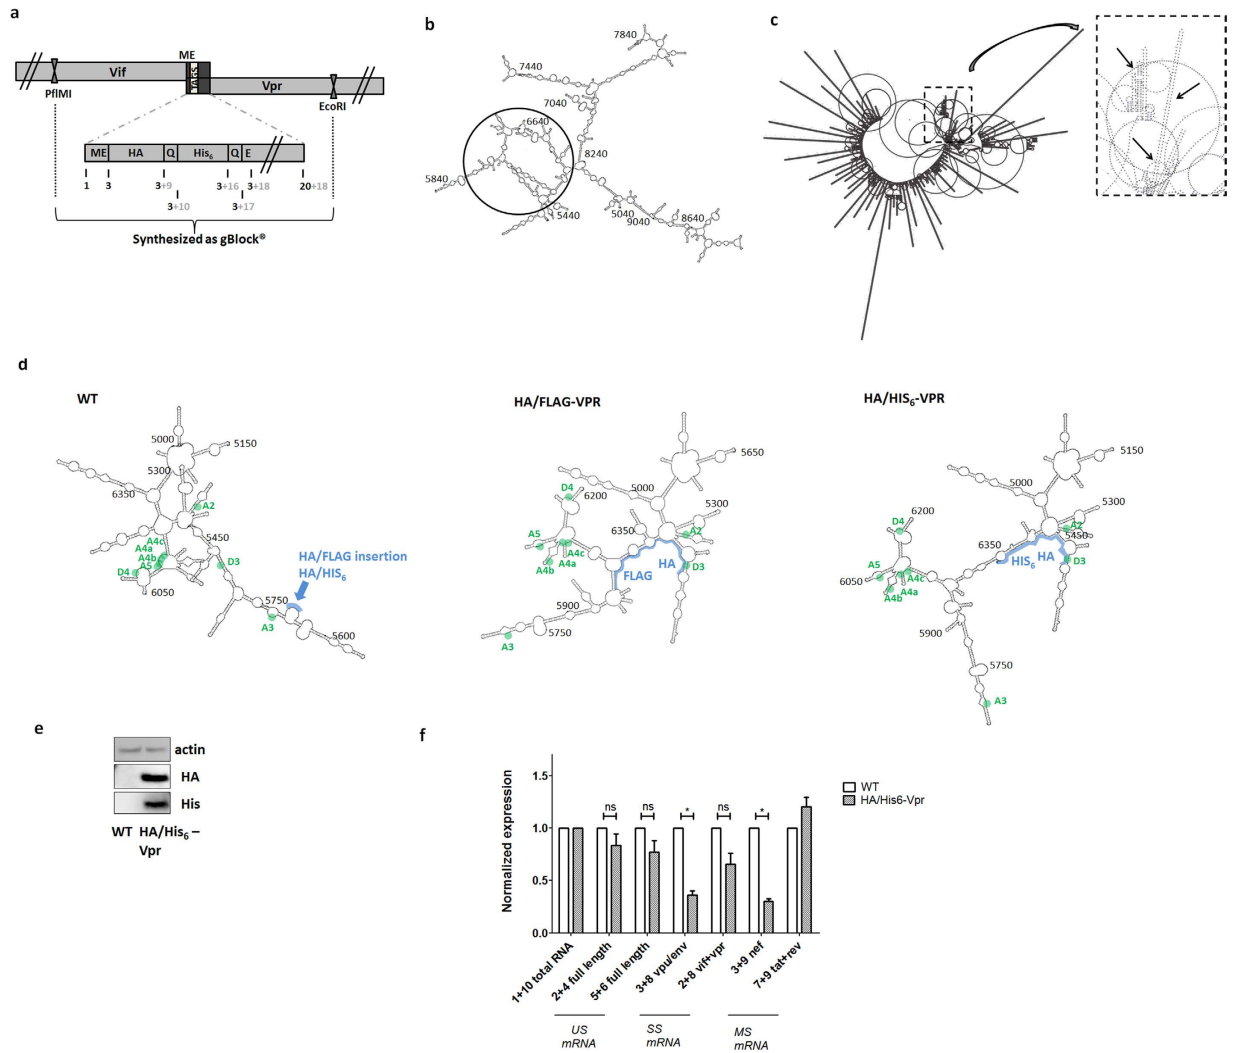 a
ME
Vif
TAGS
Vpr
PflMI
EcoRI
ME HA Q His6 Q E
1 3 3+9 3+16 3+18 20+18
3+10 3+17
Synthesized as gBlock®
b
7840
7440
7040
6640
8240
5840
5440
5040
9040
8640
c
d
WT
5000
5150
5300
6350
A2
A4c
A4a
A4b
A5
D4
5450
D3
6050
HA/FLAG insertion
HA/HIS6
5750
A3
5600
HA/FLAG-VPR
5650
D4
6200
5000
5300
6350
A2
A5
A4c
A4a
A4b
HA
FLAG
D3
5900
5750
A3
HA/HIS6-VPR
5150
5000
5300
D4
6200
A2
5450
6350
HA
HIS6
D3
A5
6050
A4c
A4a
A4b
5900
5750
A3
e
actin
HA
His
WT HA/His6 –
Vpr
f
Normalized expression
1.5
1.0
0.5
0.0
ns
ns
*
ns
*
WT
HA/His6-Vpr
1+10 total RNA
2+4 full length
5+6 full length
3+8 vpu/env
2+8 vif+vpr
3+9 nef
7+9 tat+rev
US
mRNA
SS
mRNA
MS
mRNA